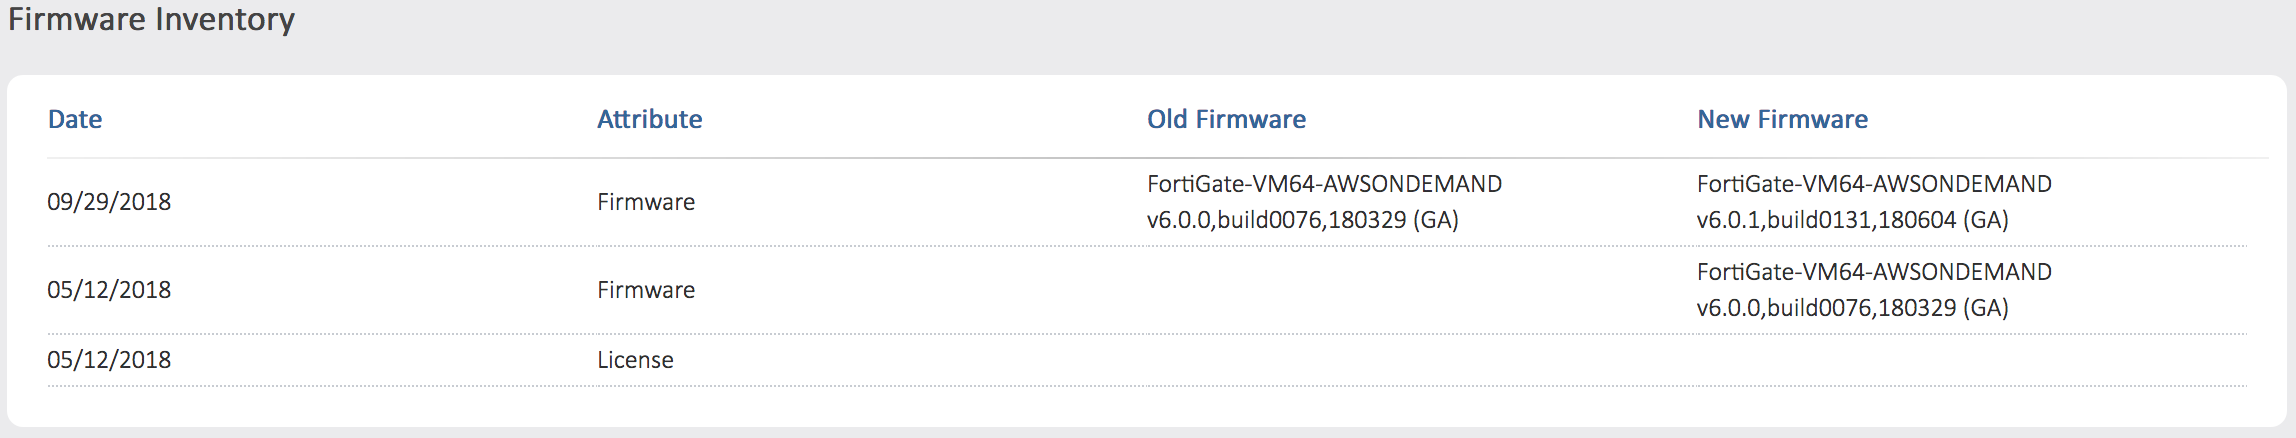 Firmware Inventory
Date Attribute Old Firmware New Firmware
09/29/2018 Firmware FortiGate-VM64-AWSONDEMAND v6.0.0,build0076,180329 (GA) FortiGate-VM64-AWSONDEMAND v6.0.1,build0131,180604 (GA)
05/12/2018 Firmware FortiGate-VM64-AWSONDEMAND v6.0.0,build0076,180329 (GA)
05/12/2018 License